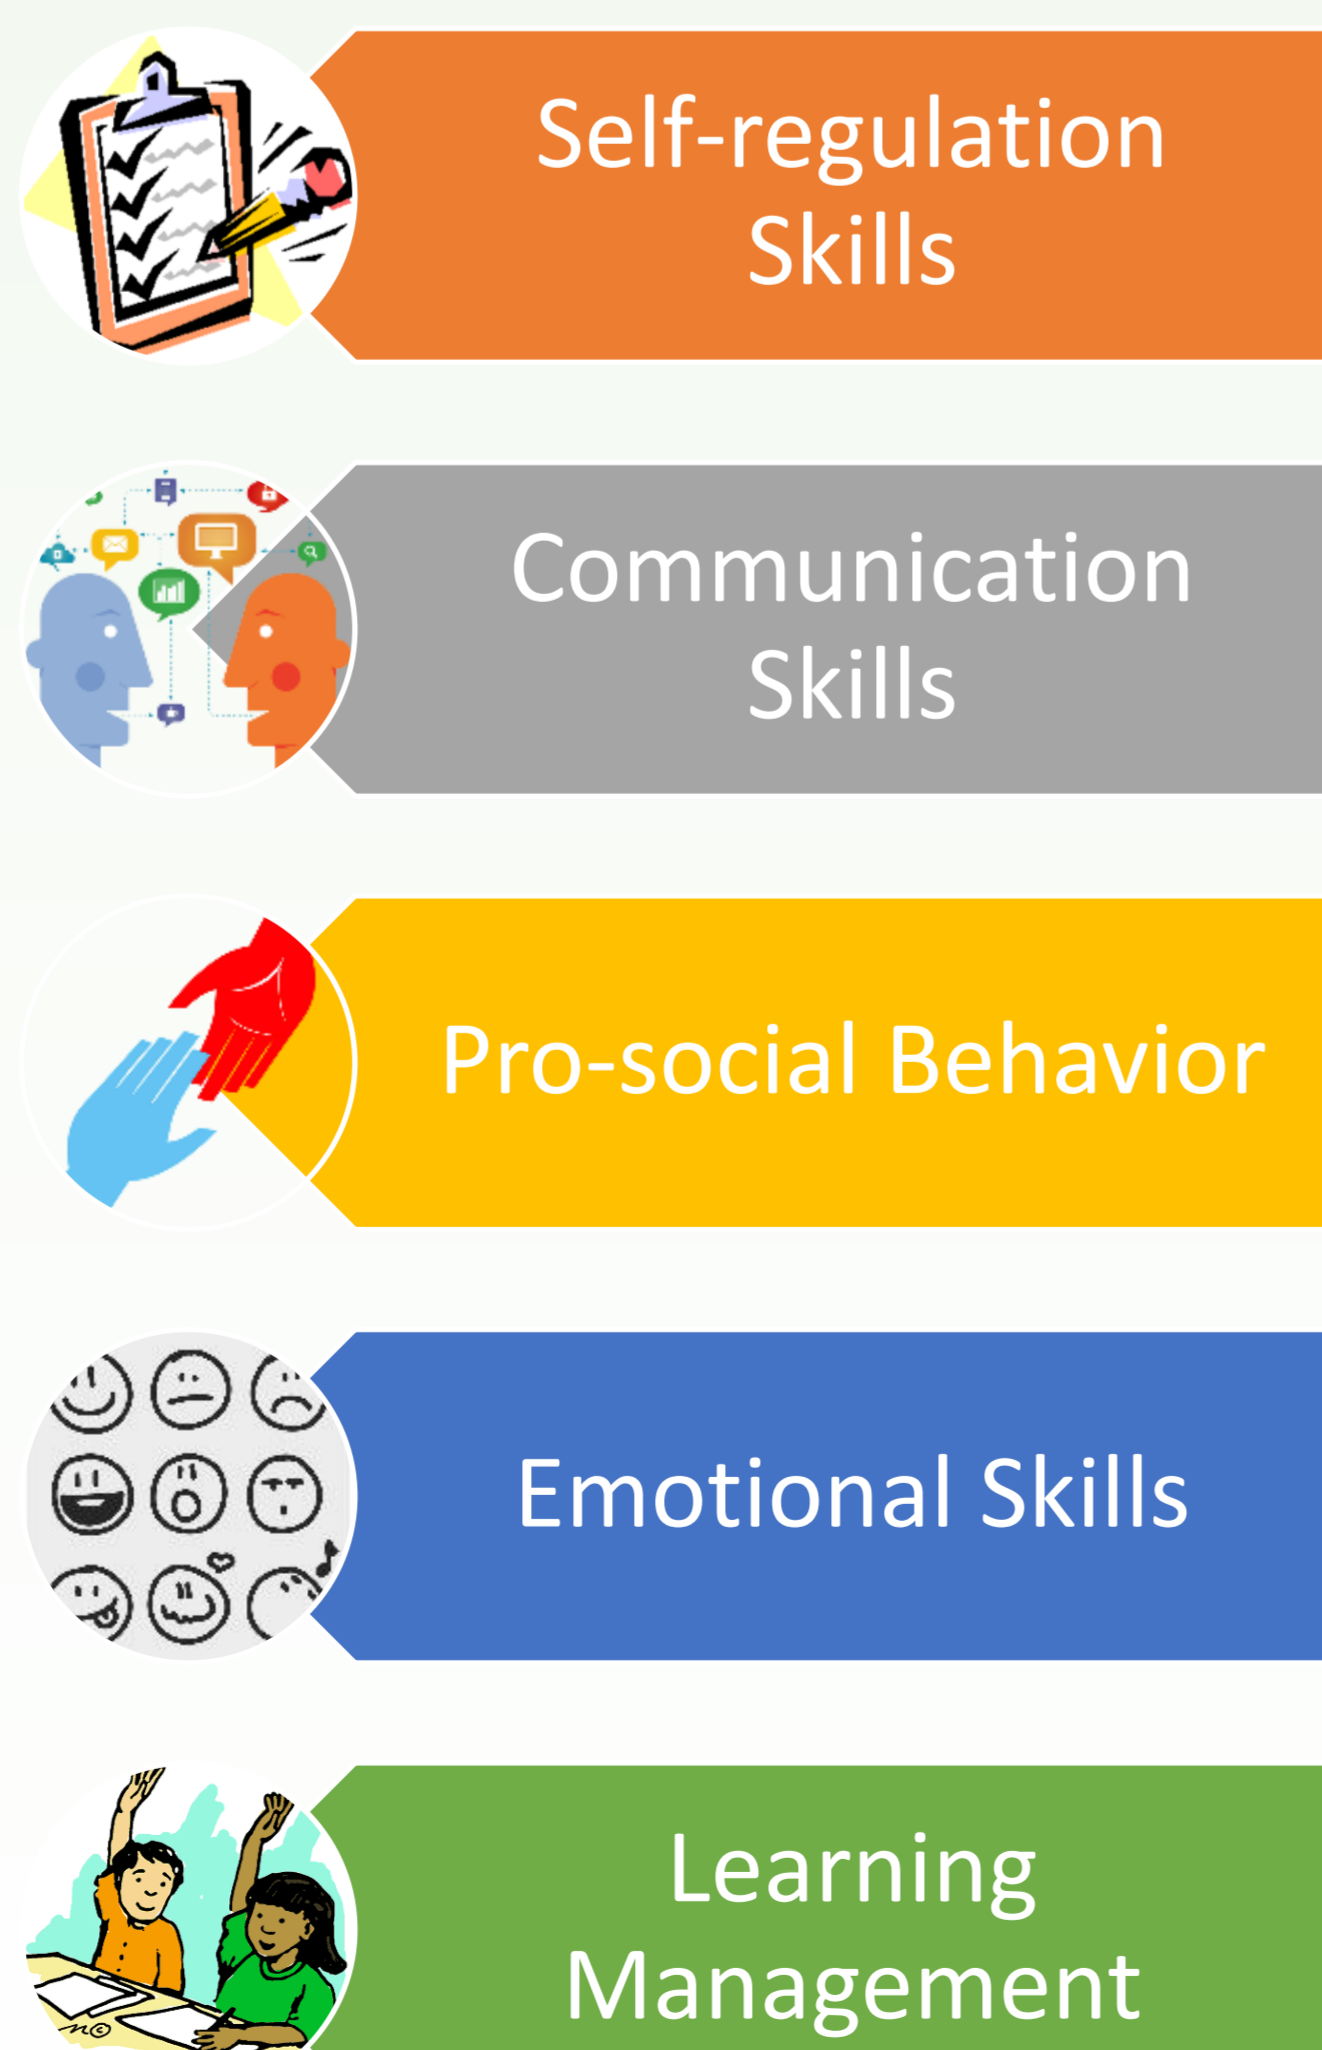 Self-regulation
Skills
Communication
Skills
Pro-social Behavior
Emotional Skills
Learning
Management